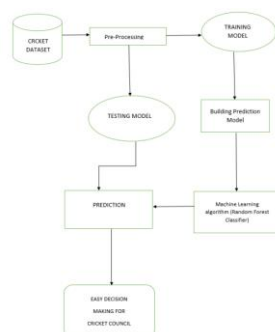 CRICKET
DATASET
Pre-Processing
TRAINING
MODEL
TESTING MODEL
Building Prediction
Model
PREDICTION
Machine Learning
algorithm (Random Forest
Classifier)
EASY DECISION
MAKING FOR
CRICKET COUNCIL